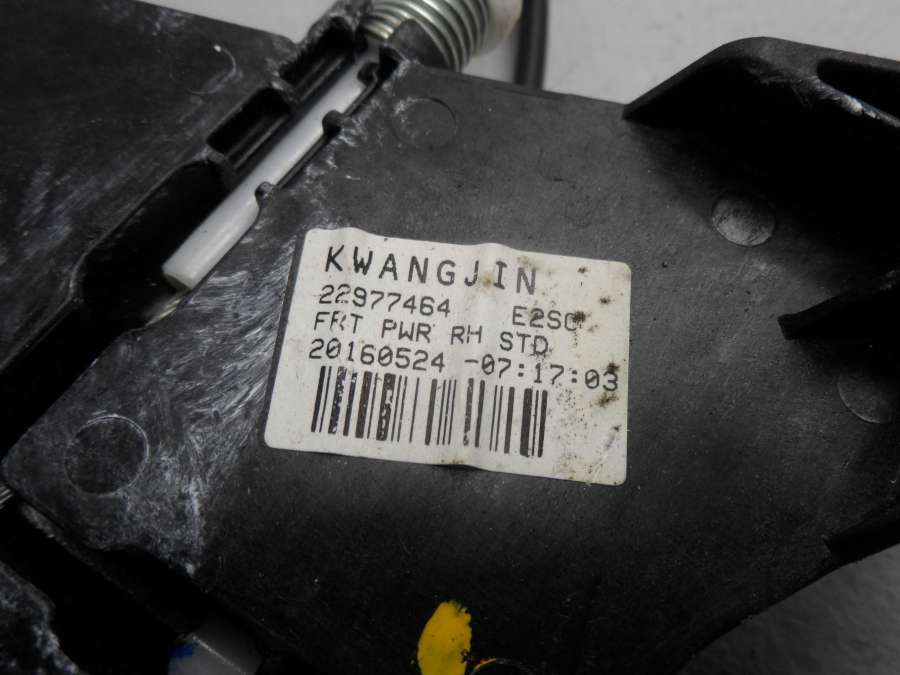 KWANGJIN
22977464 E2SC
FRT PWR RH STD
20160524 -07:17:03